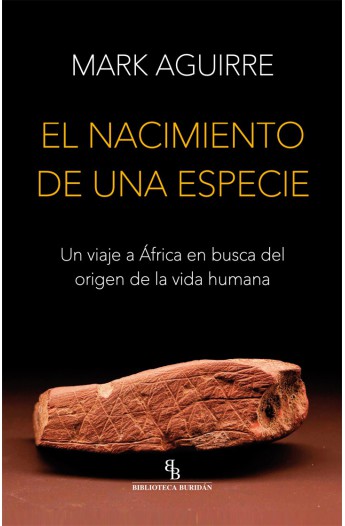 MARK AGUIRRE
EL NACIMIENTO
DE UNA ESPECIE
Un viaje a África en busca del
origen de la vida humana
BB
BIBLIOTECA BURIDÁN